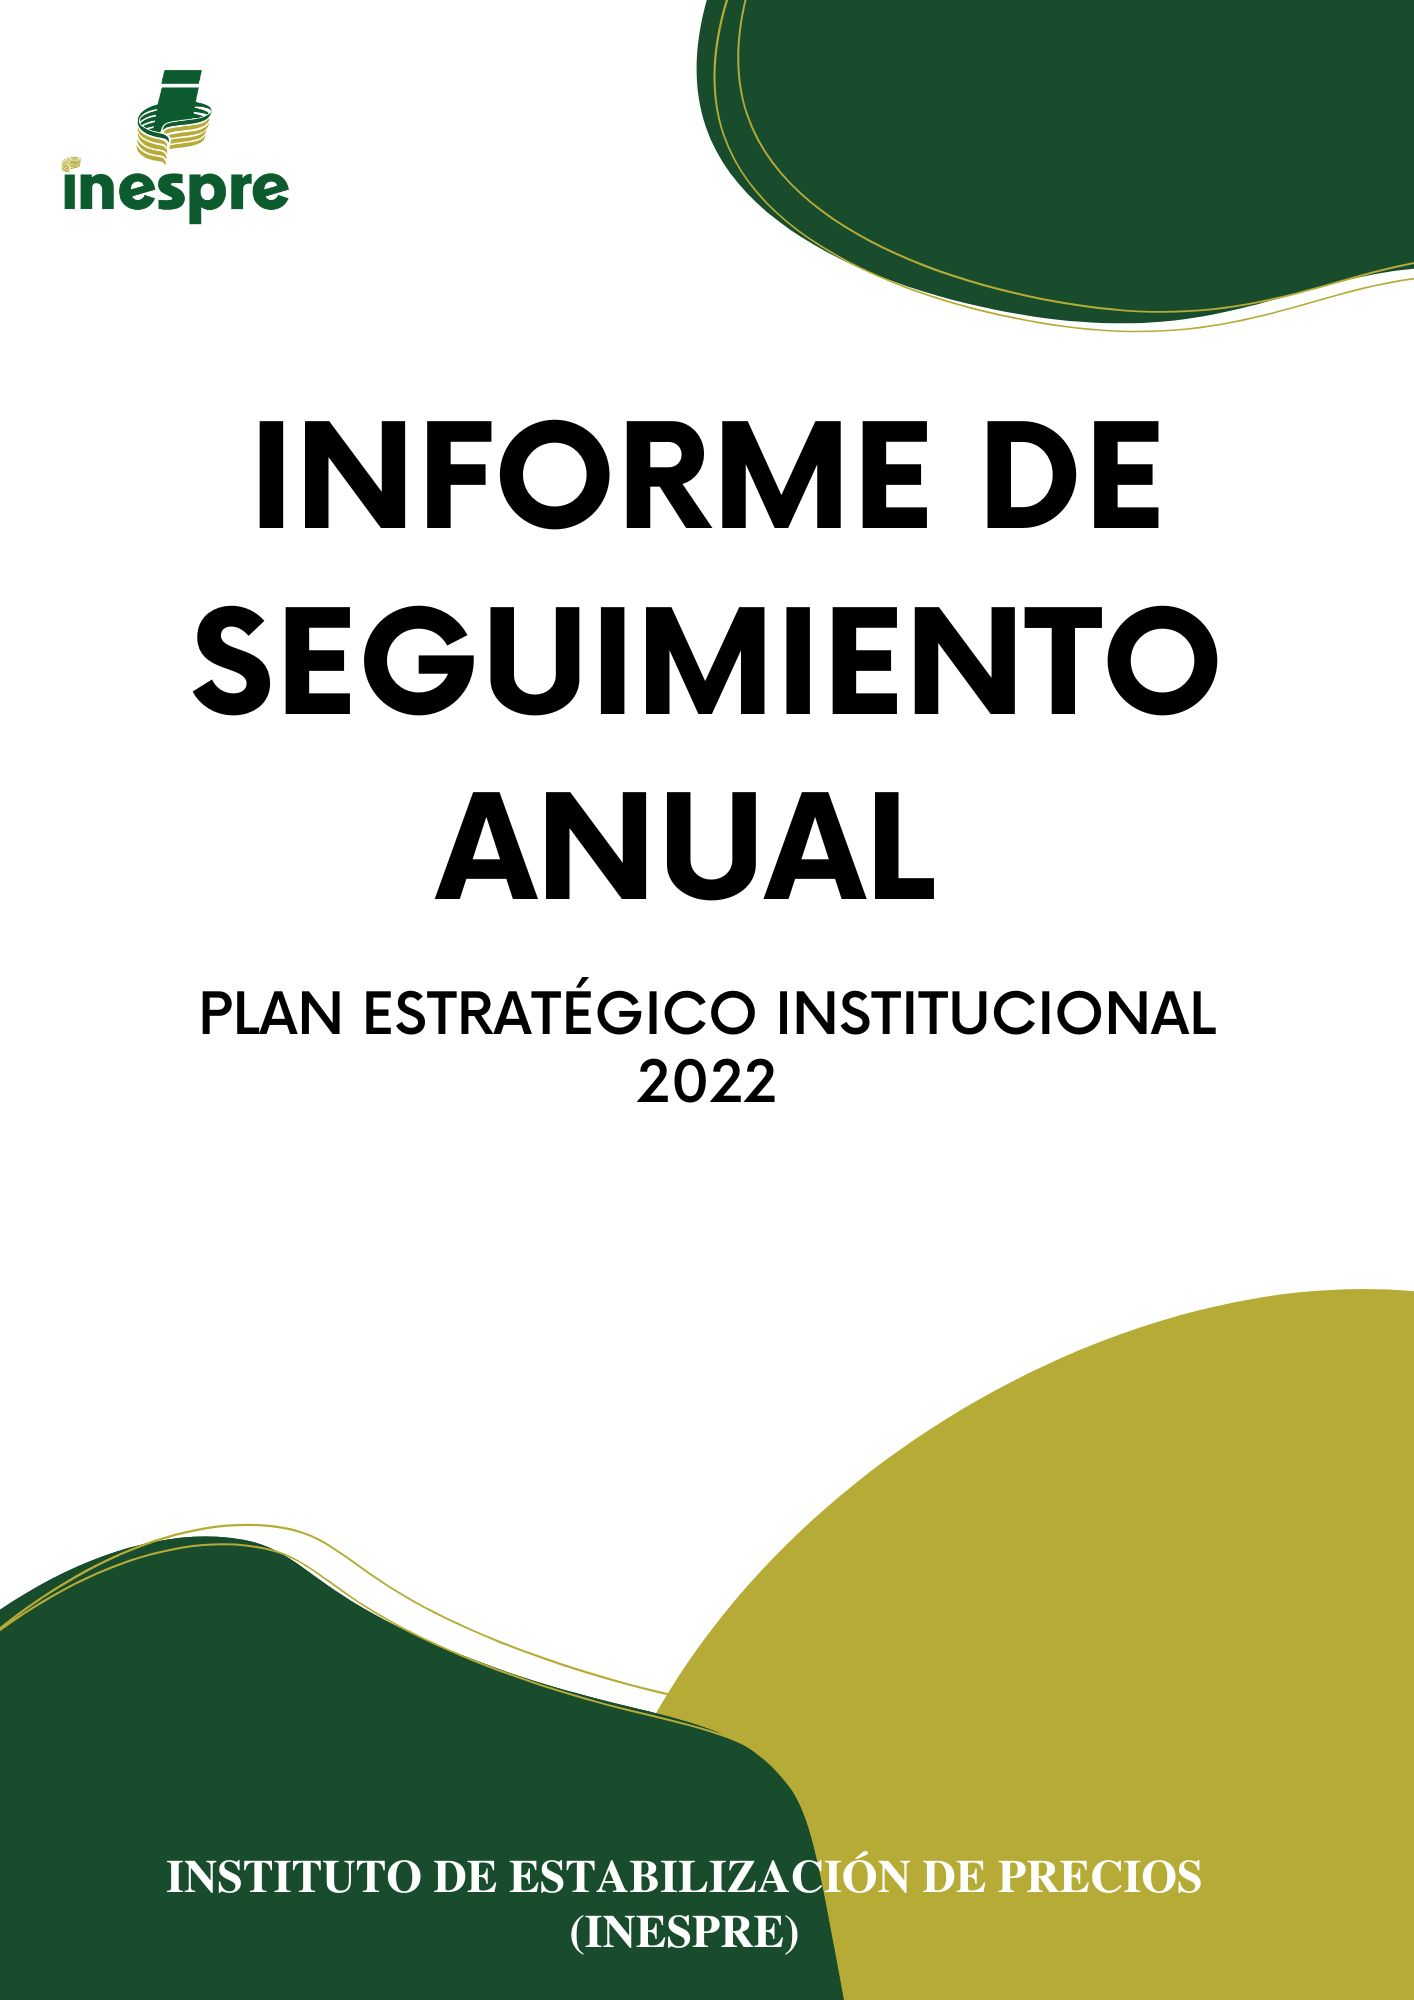 inespre
INFORME DE
SEGUIMIENTO
ANUAL
PLAN ESTRATÉGICO INSTITUCIONAL
2022
INSTITUTO DE ESTABILIZACIÓN DE PRECIOS
(INESPRE)